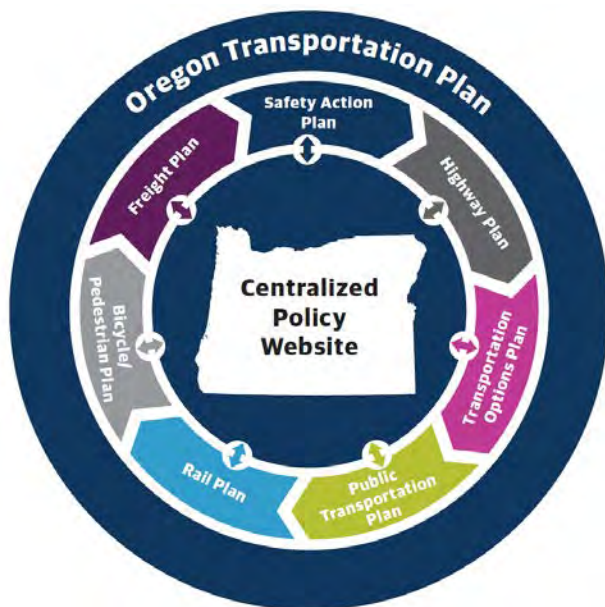 Oregon Transportation Plan
Safety Action
Plan
Highway Plan
Transportation
Options Plan
Public
Transportation
Plan
Rail Plan
Bicycle/
Pedestrian Plan
Freight Plan
Centralized
Policy
Website